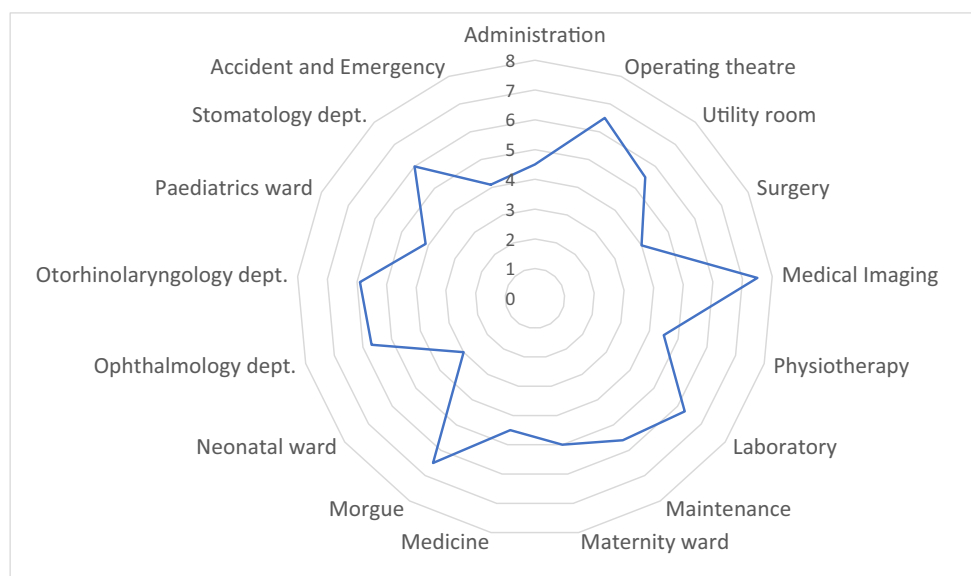 Administration
Operating theatre
Utility room
Surgery
Medical Imaging
Physiotherapy
Laboratory
Maintenance
Maternity ward
Medicine
Morgue
Neonatal ward
Ophthalmology dept.
Otorhinolaryngology dept.
Paediatrics ward
Stomatology dept.
Accident and Emergency
8
7
6
5
4
3
2
1
0